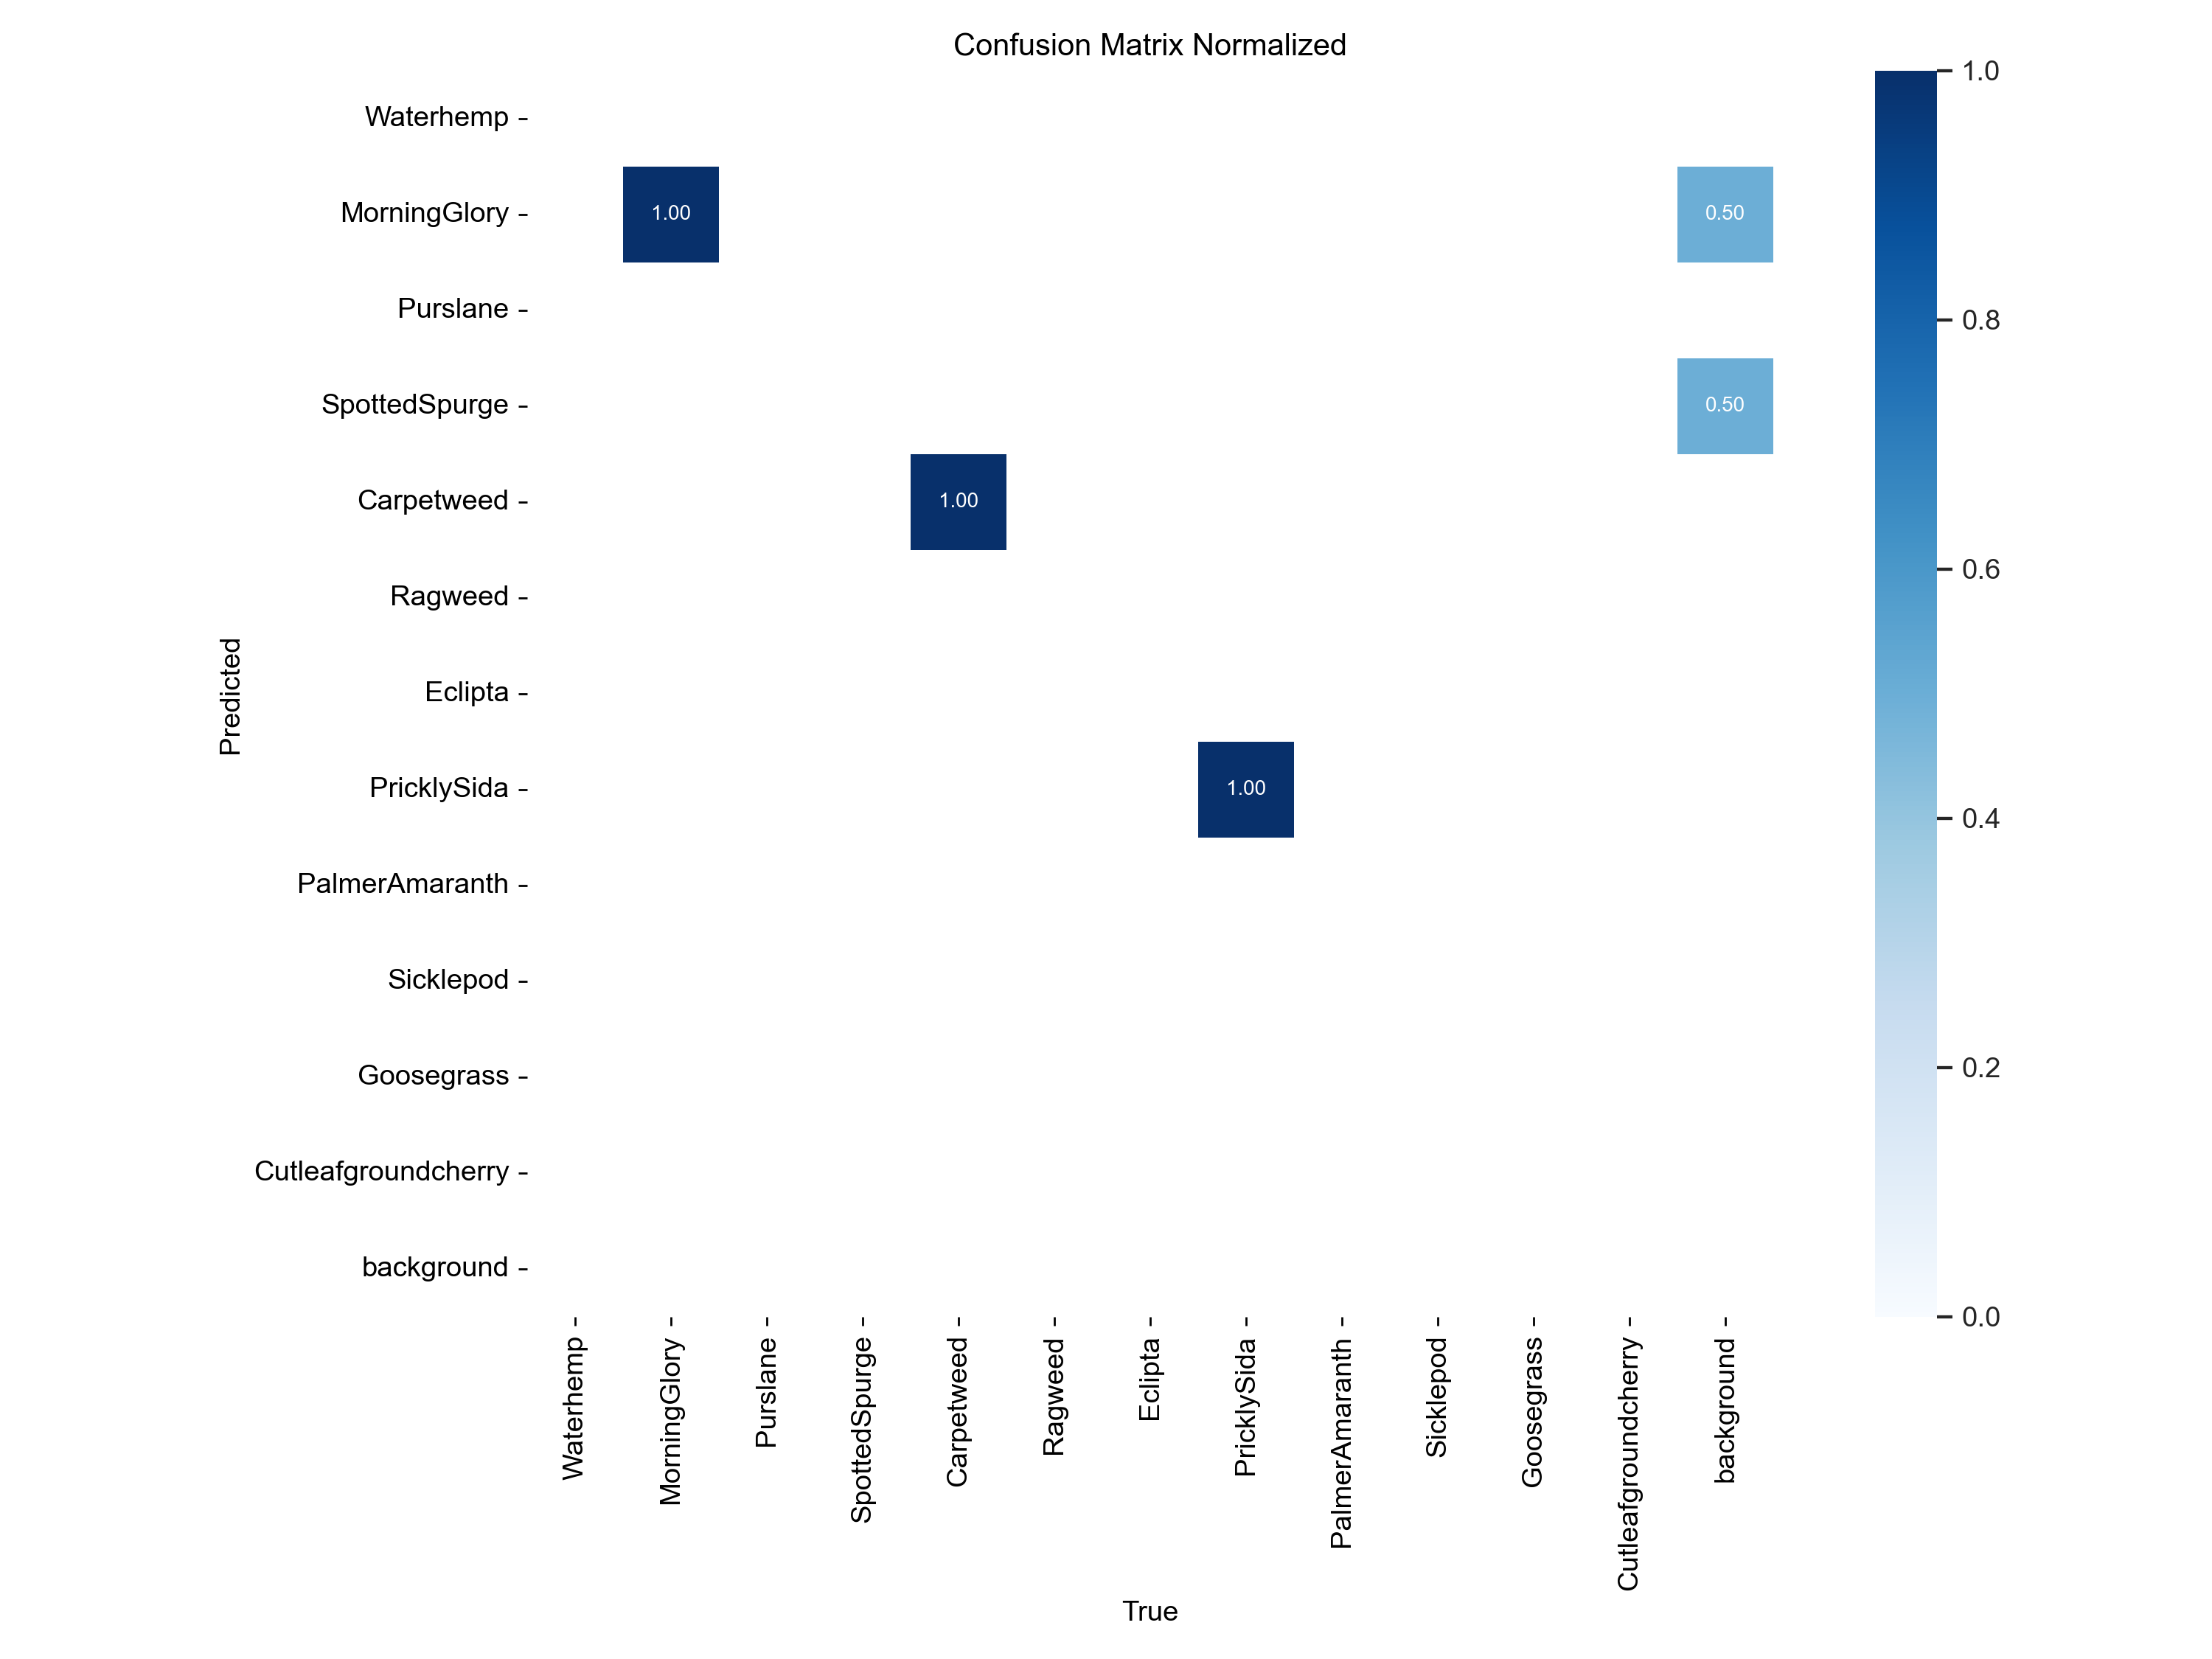 Confusion Matrix Normalized
Waterhemp
MorningGlory
Purslane
SpottedSpurge
Carpetweed
Ragweed
Eclipta
PricklySida
PalmerAmaranth
Sicklepod
Goosegrass
Cutleafgroundcherry
background
Predicted
1.00
0.50
0.50
1.00
1.00
1.0
0.8
0.6
0.4
0.2
0.0
Waterhemp
MorningGlory
Purslane
SpottedSpurge
Carpetweed
Ragweed
Eclipta
PricklySida
PalmerAmaranth
Sicklepod
Goosegrass
Cutleafgroundcherry
background
True